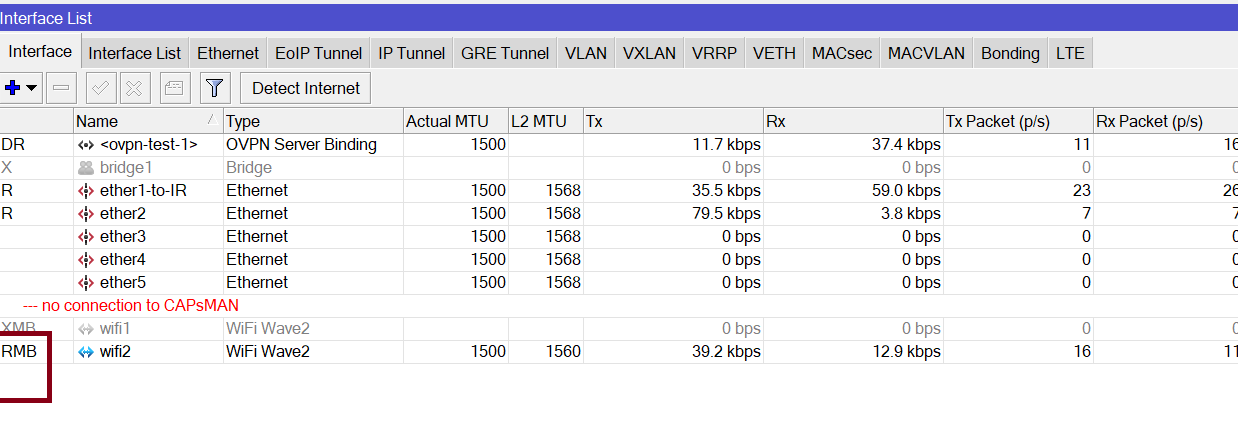 Interface List
Interface Interface List Ethernet EoIP Tunnel IP Tunnel GRE Tunnel VLAN VXLAN VRRP VETH MACsec MACVLAN Bonding LTE
Detect Internet
Name Type Actual MTU L2 MTU Tx Rx Tx Packet (p/s) Rx Packet (p/s)
DR <ovpn-test-1> OVPN Server Binding 1500 11.7 kbps 37.4 kbps 11 16
X bridge1 Bridge 0 bps 0 bps 0 0
R ether1-to-IR Ethernet 1500 1568 35.5 kbps 59.0 kbps 23 26
R ether2 Ethernet 1500 1568 79.5 kbps 3.8 kbps 7 7
ether3 Ethernet 1500 1568 0 bps 0 bps 0 0
ether4 Ethernet 1500 1568 0 bps 0 bps 0 0
ether5 Ethernet 1500 1568 0 bps 0 bps 0 0
--- no connection to CAPsMAN
XMB wifi1 WiFi Wave2 0 bps 0 bps 0 0
RMB wifi2 WiFi Wave2 1500 1560 39.2 kbps 12.9 kbps 16 11